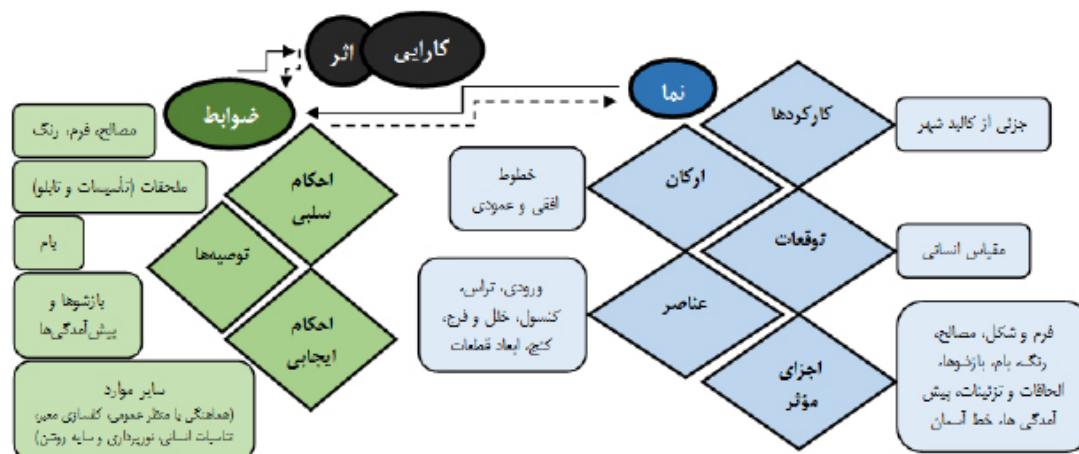 کارایی
اثر
نما
ضوابط
کارکردها
جزئی از کالبد شهر
ارکان
خطوط
افقی و عمودی
توقعات
مقیاس انسانی
عناصر
ورودی، تراس،
کنسول، خلل و فرج،
کنج، ابعاد قطعات
اجزای
مؤثر
فرم و شکل، مصالح،
رنگ، بام، بازشوها،
الحاقات و تزئینات، پیش
آمدگی ها، خط آسمان
احکام
سلبی
توصیه‌ها
احکام
ایجابی
مصالح، فرم، رنگ
ملحقات (تأسیسات و تابلو)
بام
بازشوها و
پیش‌آمدگی‌ها
سایر موارد
(هماهنگی با منظر عمومی، کفسازی معبر،
تناسبات انسانی، نورپردازی و سایه روشن)